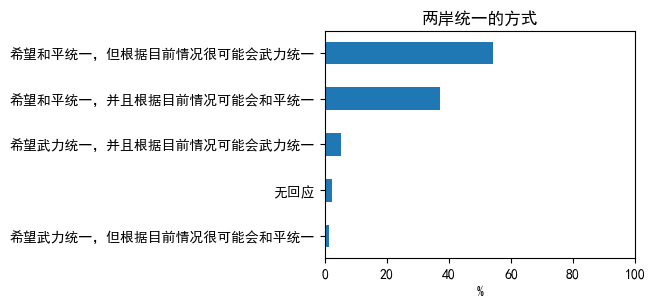 两岸统一的方式
希望和平统一，但根据目前情况很可能会武力统一
希望和平统一，并且根据目前情况可能会和平统一
希望武力统一，并且根据目前情况可能会武力统一
无回应
希望武力统一，但根据目前情况很可能会和平统一
0 20 40 60 80 100
%